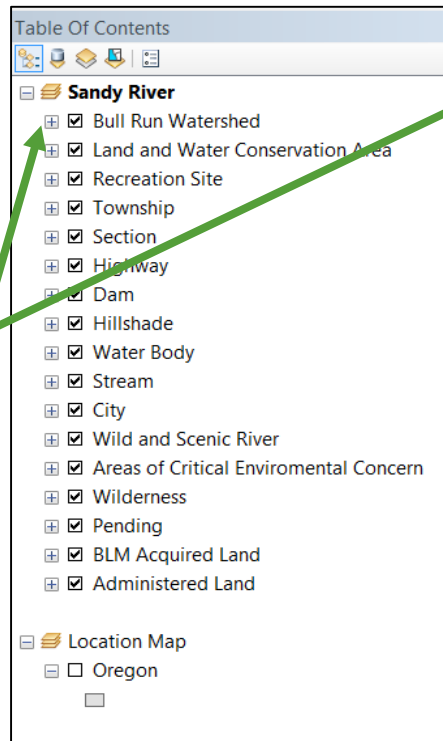 Table Of Contents
Sandy River
Bull Run Watershed
Land and Water Conservation Area
Recreation Site
Township
Section
Highway
Dam
Hillshade
Water Body
Stream
City
Wild and Scenic River
Areas of Critical Enviromental Concern
Wilderness
Pending
BLM Acquired Land
Administered Land
Location Map
Oregon